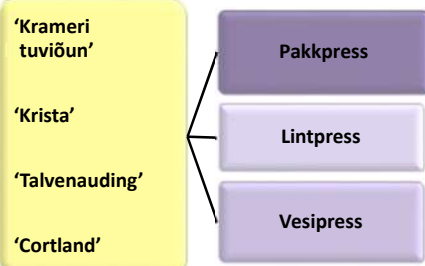 ‘Krameri
tuviõun’
‘Krista’
‘Talvenauding’
‘Cortland’
Pakkpress
Lintpress
Vesipress